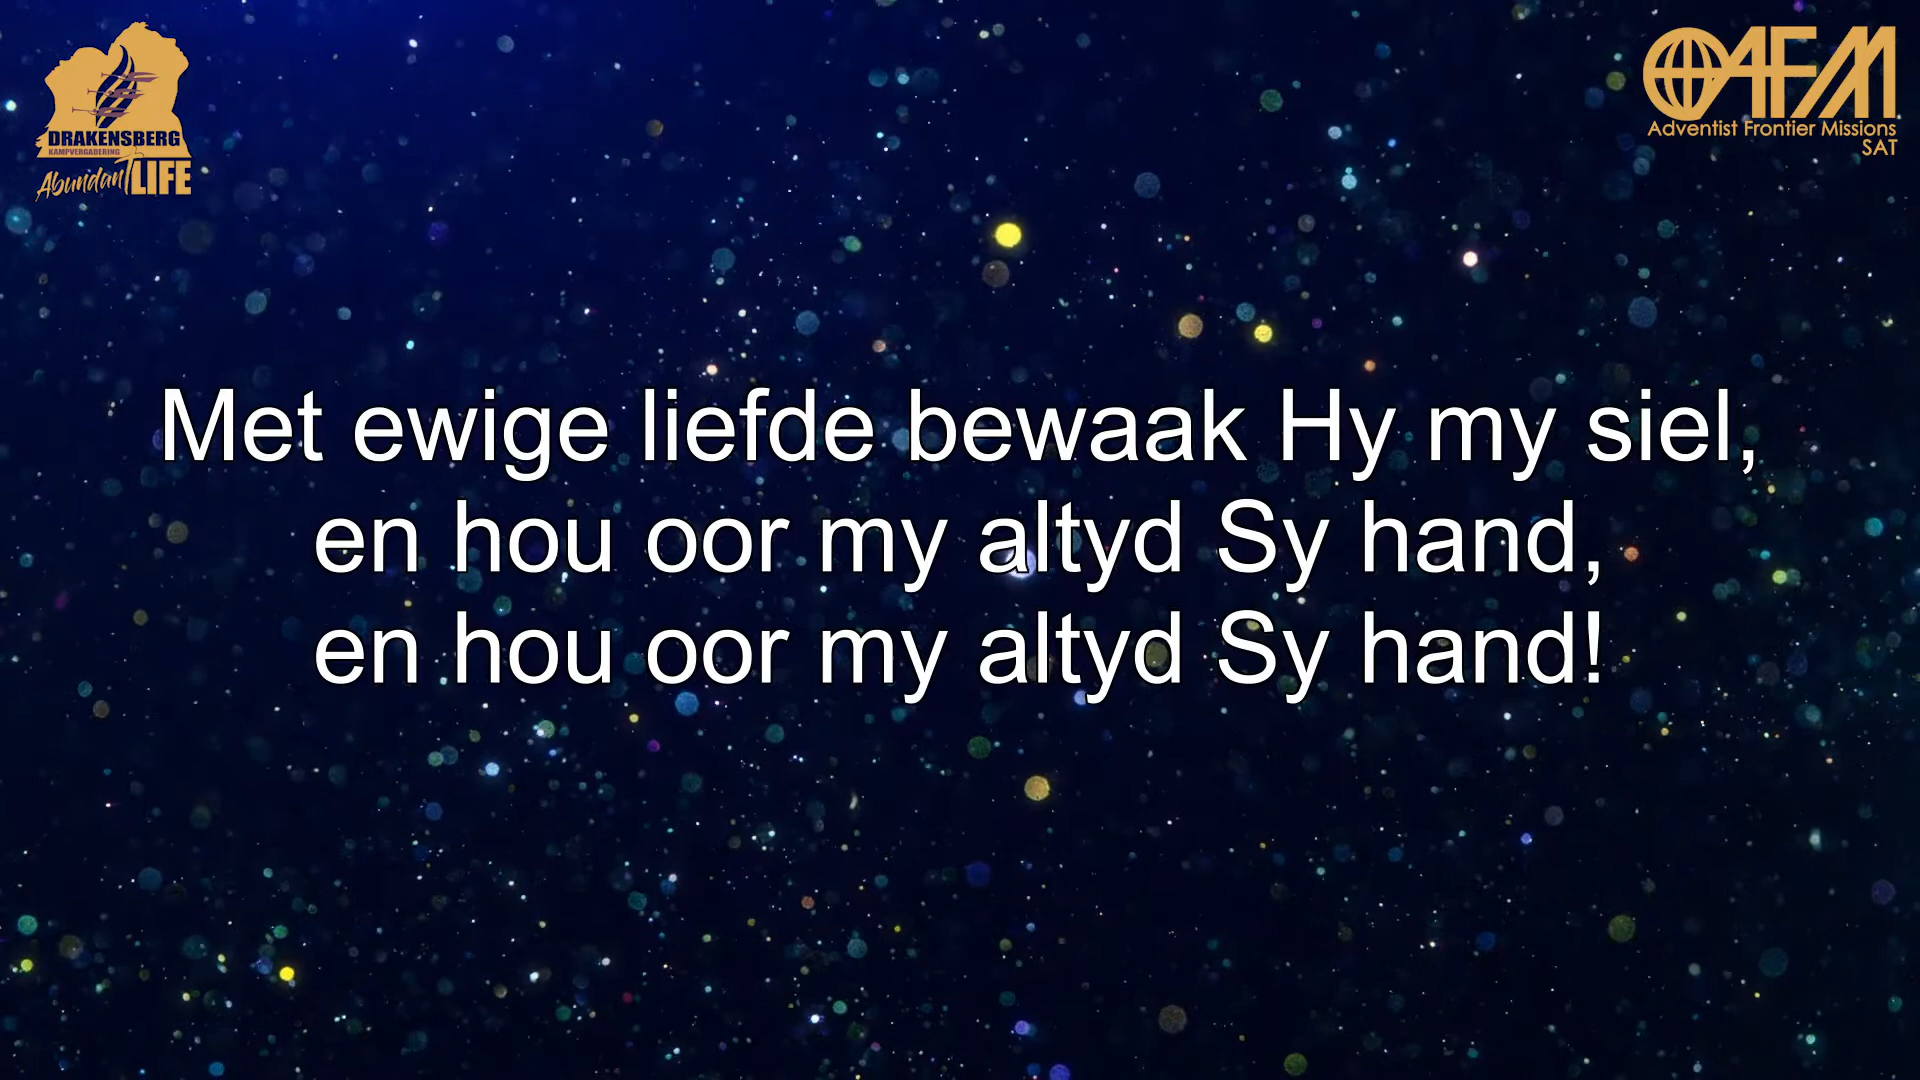 DRAKENSBERG
KAMPVERGADERING
Abundant LIFE
AFM
Adventist Frontier Missions
SAT
Met ewige liefde bewaak Hy my siel,
en hou oor my altyd Sy hand,
en hou oor my altyd Sy hand!